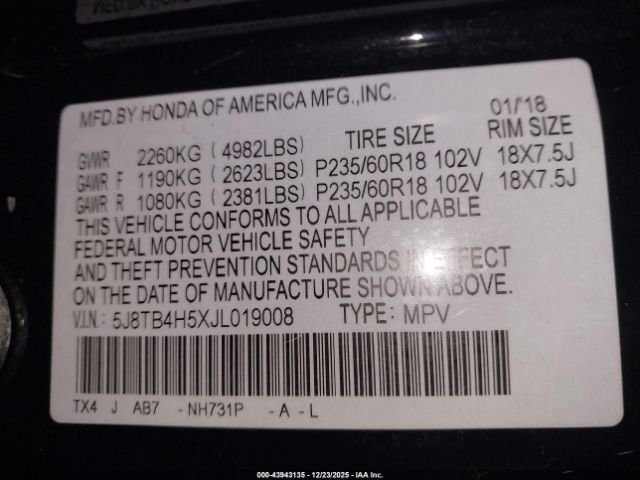 MFD.BY HONDA OF AMERICA MFG.,INC. 01/'18
TIRE SIZE RIM SIZE
GVWR 2260KG ( 4982LBS)
GAWR F 1190KG ( 2623LBS) P235/60R18 102V 18X7.5J
GAWR R 1080KG ( 2381LBS) P235/60R18 102V 18X7.5J
THIS VEHICLE CONFORMS TO ALL APPLICABLE
FEDERAL MOTOR VEHICLE SAFETY
AND THEFT PREVENTION STANDARDS IN EFFECT
ON THE DATE OF MANUFACTURE SHOWN ABOVE.
V.I.N.: 5J8TB4H5XJL019008 TYPE: MPV
TX4 J AB7 -NH731P -A -L
000-43943135 - 12/23/2025 - IAA Inc.